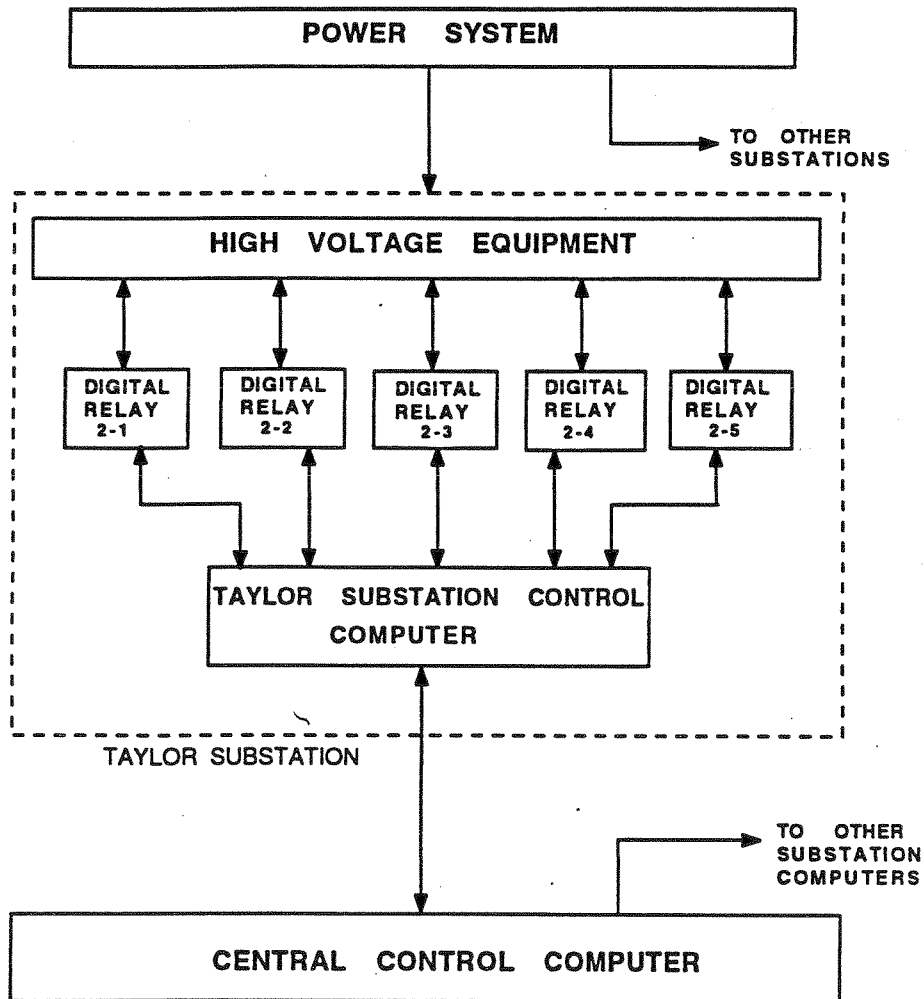 POWER SYSTEM
TO OTHER
SUBSTATIONS
HIGH VOLTAGE EQUIPMENT
DIGITAL
RELAY
2-1
DIGITAL
RELAY
2-2
DIGITAL
RELAY
2-3
DIGITAL
RELAY
2-4
DIGITAL
RELAY
2-5
TAYLOR SUBSTATION CONTROL
COMPUTER
TAYLOR SUBSTATION
TO OTHER
SUBSTATION
COMPUTERS
CENTRAL CONTROL COMPUTER